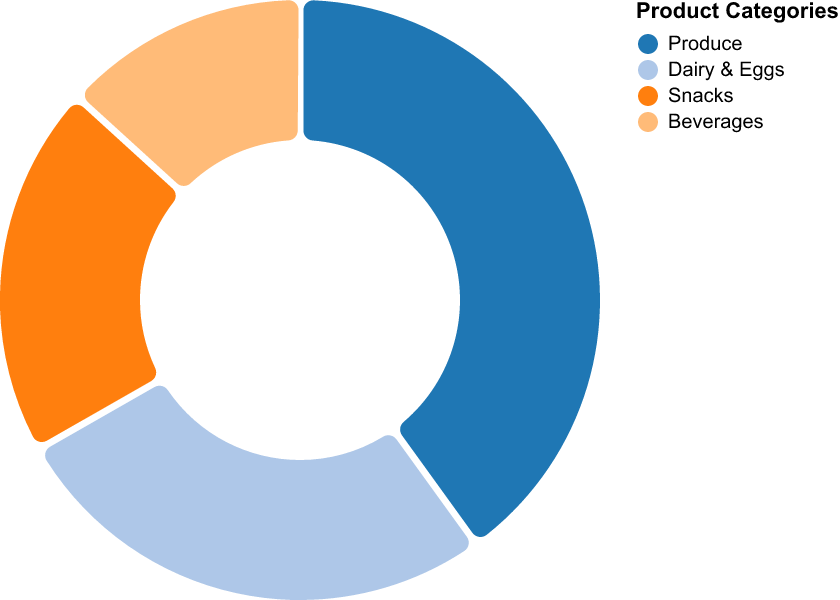 Product Categories
Produce
Dairy & Eggs
Snacks
Beverages